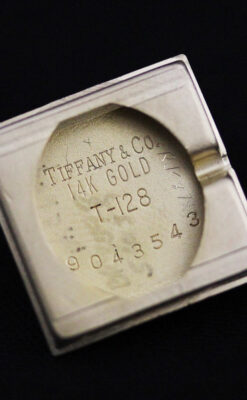 TIFFANY & CO.
14K GOLD
T-128
9043543